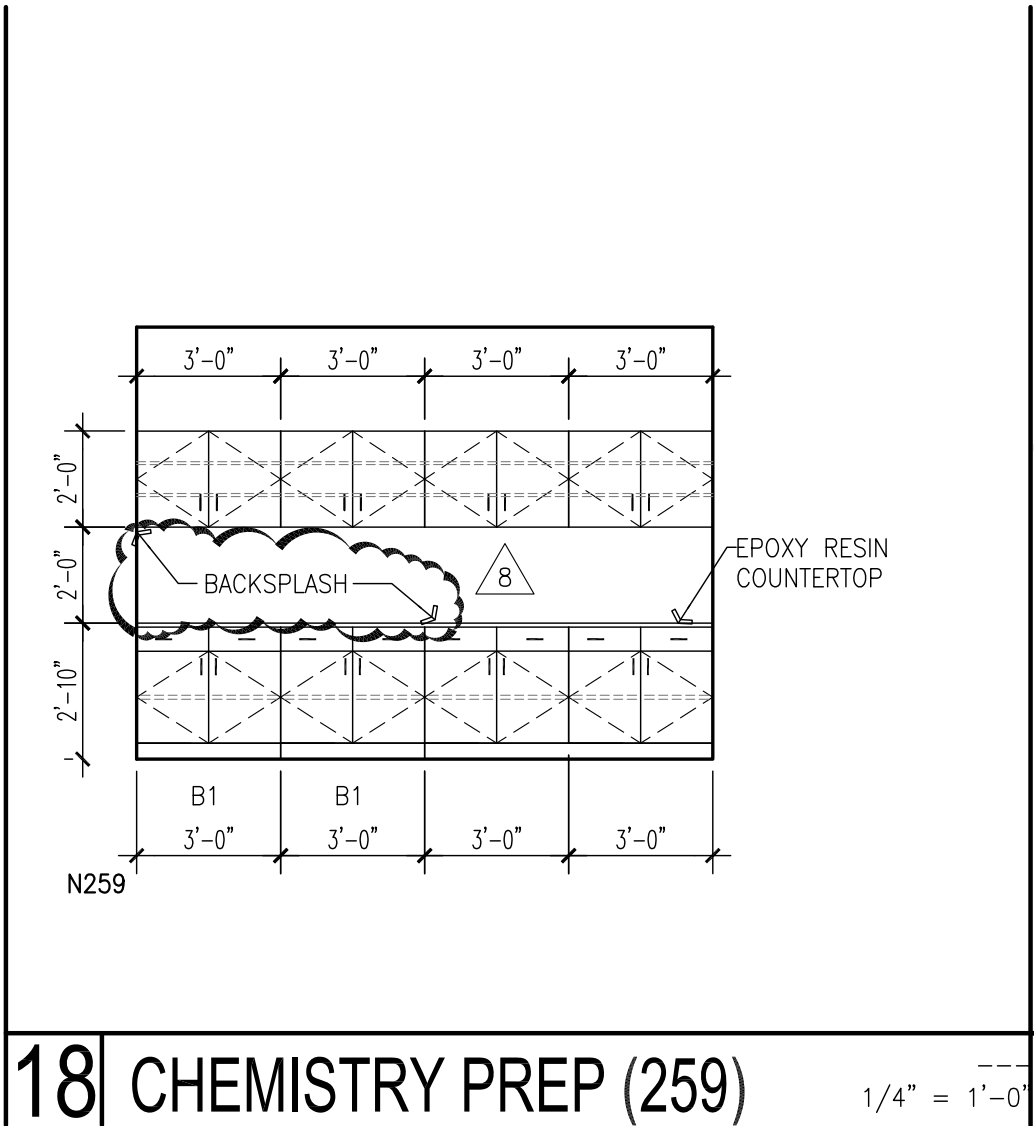 3'-0" 3'-0" 3'-0" 3'-0"
2'-0"
2'-0"
2'-10"
BACKSPLASH
8
EPOXY RESIN
COUNTERTOP
B1 B1
3'-0" 3'-0" 3'-0" 3'-0"
N259
18 CHEMISTRY PREP (259)
---
1/4" = 1'-0"